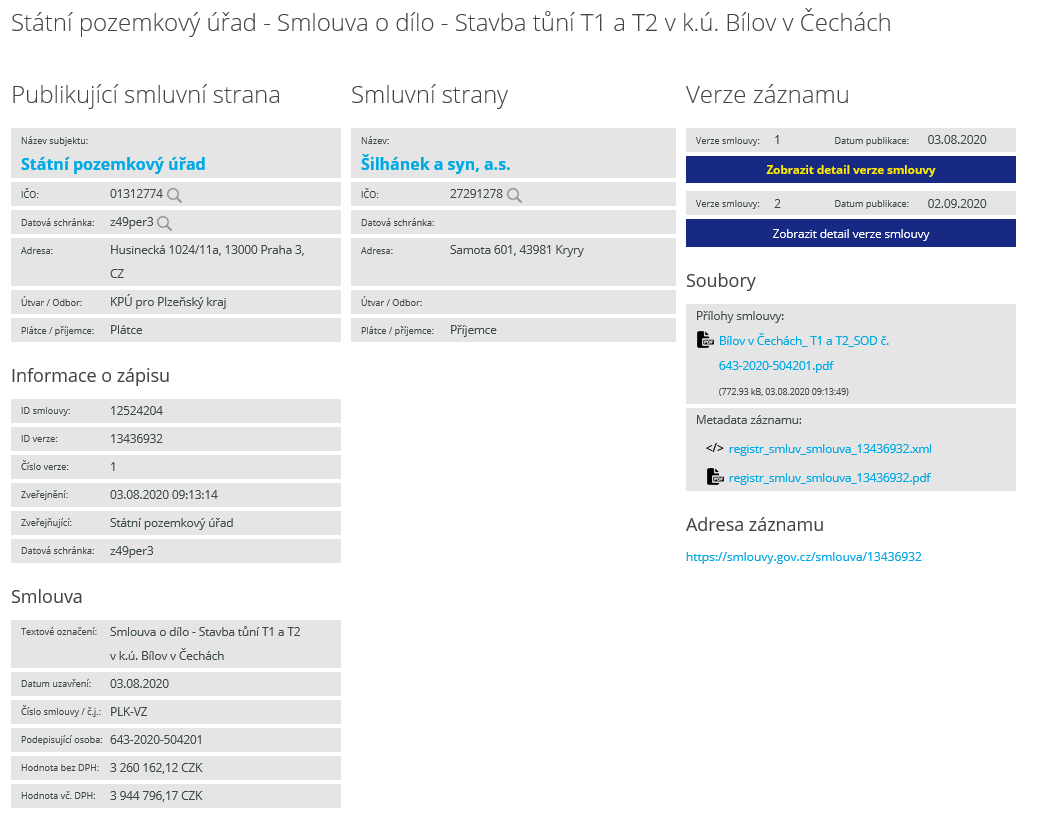 Státní pozemkový úřad - Smlouva o dílo - Stavba tůní T1 a T2 v k.ú. Bílov v Čechách
Publikující smluvní strana
Název subjektu:
Státní pozemkový úřad
IČO: 01312774
Datová schránka: z49per3
Adresa: Husinecká 1024/11a, 13000 Praha 3,
CZ
Útvar / Odbor: KPÚ pro Plzeňský kraj
Plátce / příjemce: Plátce
Informace o zápisu
ID smlouvy: 12524204
ID verze: 13436932
Číslo verze: 1
Zveřejnění: 03.08.2020 09:13:14
Zveřejňující: Státní pozemkový úřad
Datová schránka: z49per3
Smlouva
Textové označení: Smlouva o dílo - Stavba tůní T1 a T2
v k.ú. Bílov v Čechách
Datum uzavření: 03.08.2020
Číslo smlouvy / č.j.: PLK-VZ
Podepisující osoba: 643-2020-504201
Hodnota bez DPH: 3 260 162,12 CZK
Hodnota vč. DPH: 3 944 796,17 CZK
Smluvní strany
Název:
Šilhánek a syn, a.s.
IČO: 27291278
Datová schránka:
Adresa: Samota 601, 43981 Kryry
Útvar / Odbor:
Plátce / příjemce: Příjemce
Verze záznamu
Verze smlouvy: 1 Datum publikace: 03.08.2020
Zobrazit detail verze smlouvy
Verze smlouvy: 2 Datum publikace: 02.09.2020
Zobrazit detail verze smlouvy
Soubory
Přílohy smlouvy:
Bílov v Čechách_ T1 a T2_SOD č.
643-2020-504201.pdf
(772.93 kB, 03.08.2020 09:13:49)
Metadata záznamu:
</> registr_smluv_smlouva_13436932.xml
registr_smluv_smlouva_13436932.pdf
Adresa záznamu
https://smlouvy.gov.cz/smlouva/13436932